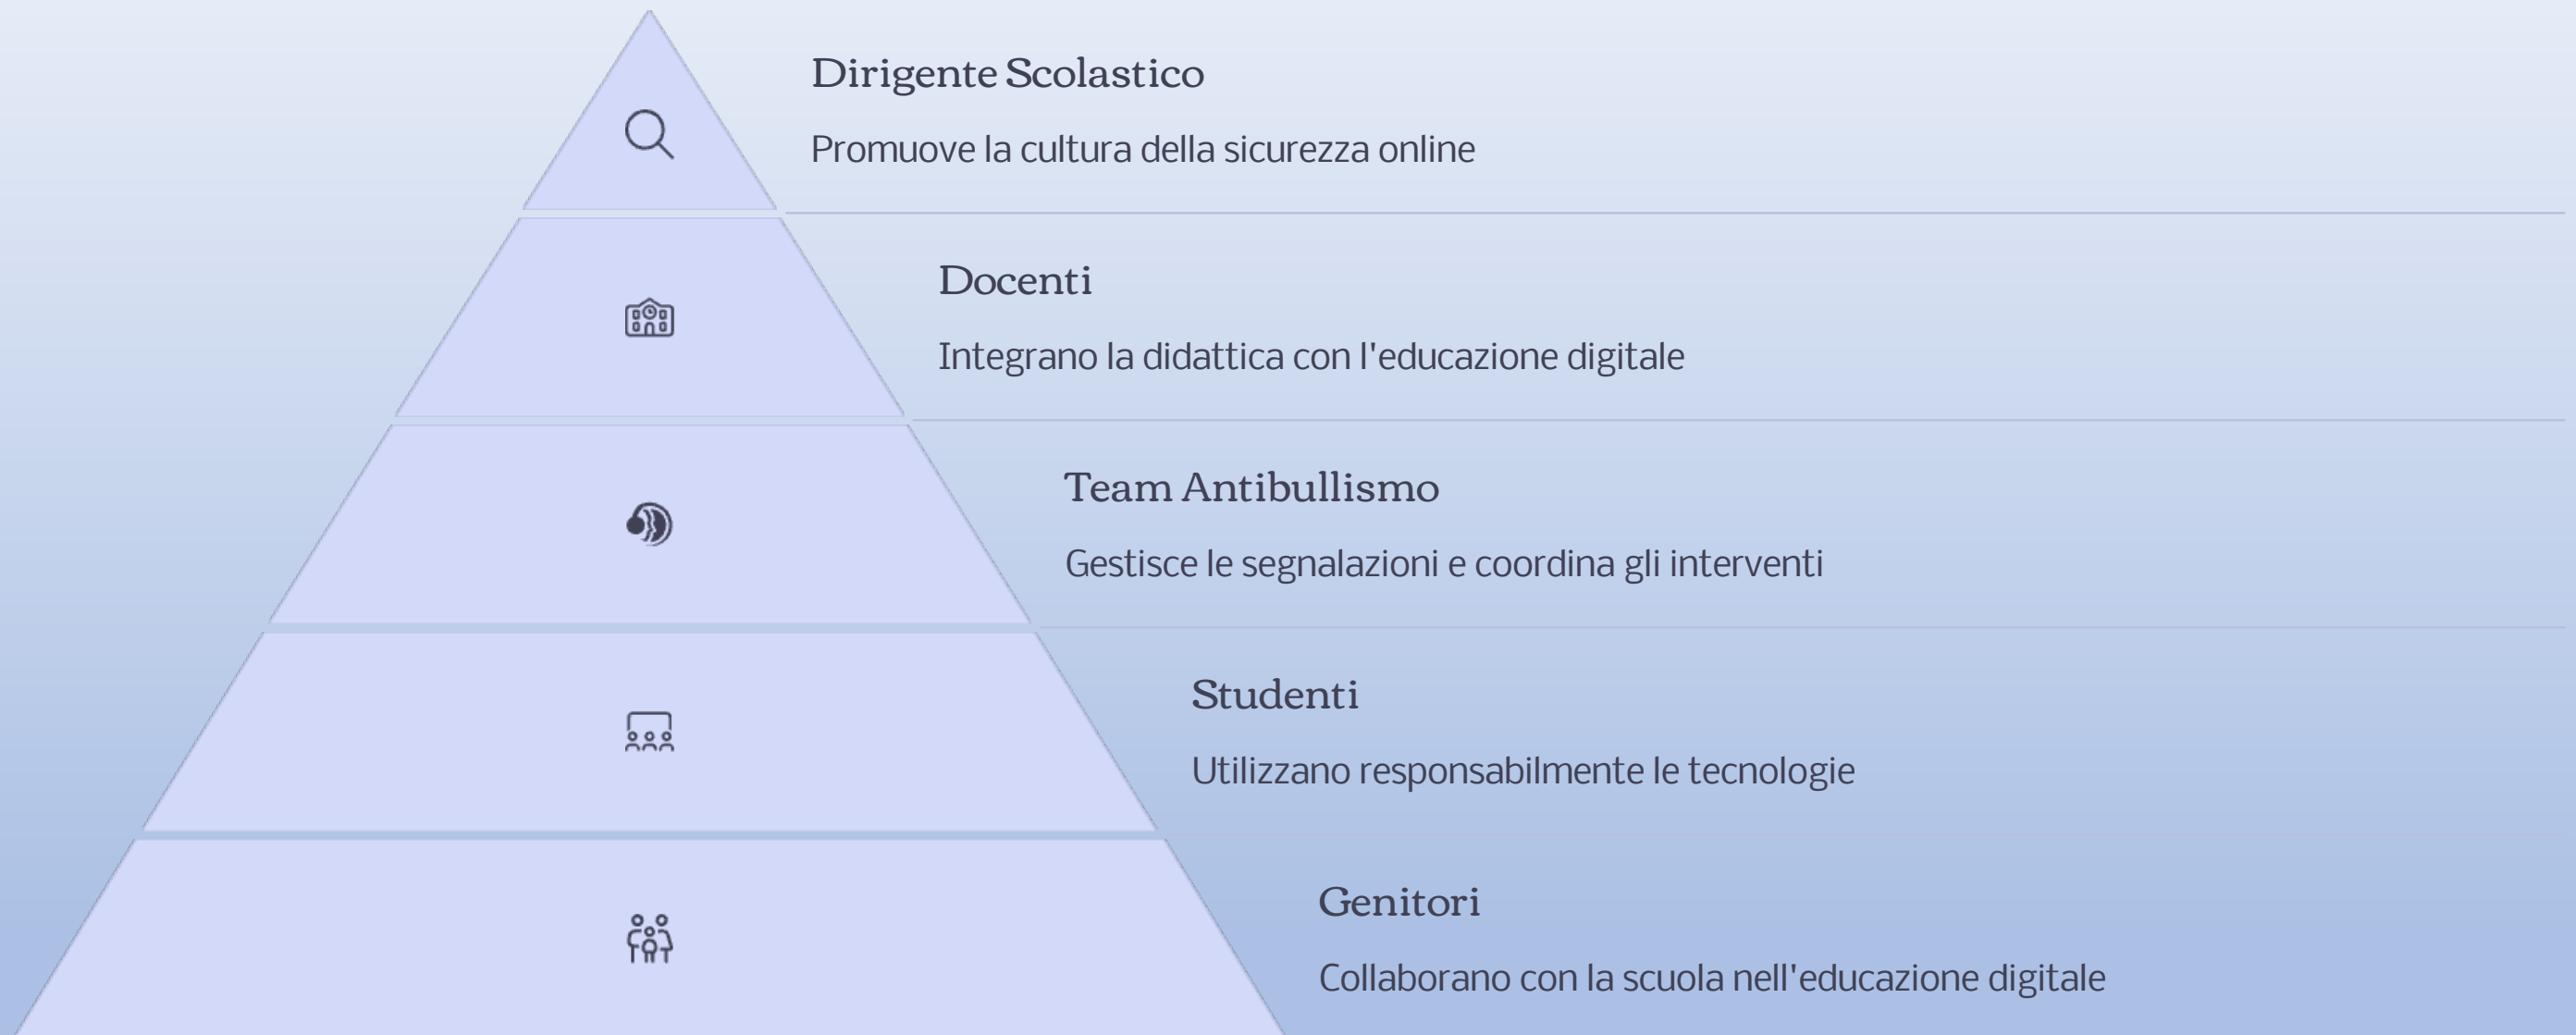 Dirigente Scolastico
Promuove la cultura della sicurezza online
Docenti
Integrano la didattica con l'educazione digitale
Team Antibullismo
Gestisce le segnalazioni e coordina gli interventi
Studenti
Utilizzano responsabilmente le tecnologie
Genitori
Collaborano con la scuola nell'educazione digitale